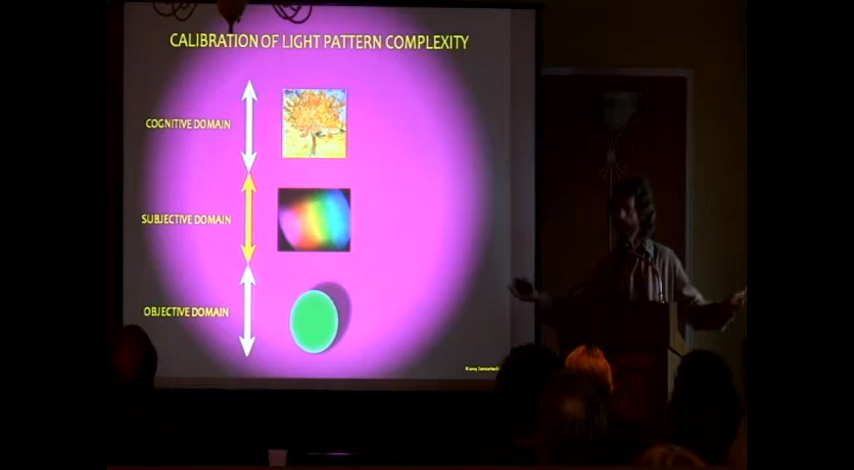 CALIBRATION OF LIGHT PATTERN COMPLEXITY
COGNITIVE DOMAIN
SUBJECTIVE DOMAIN
OBJECTIVE DOMAIN